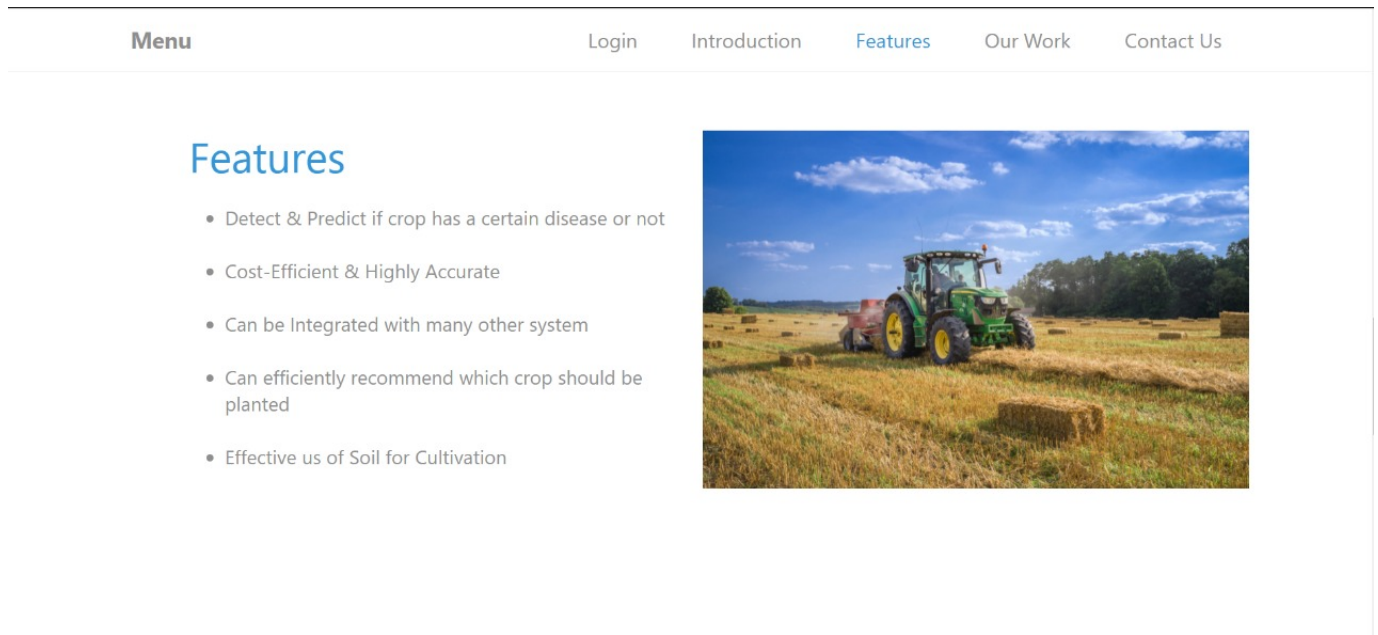 Menu Login Introduction Features Our Work Contact Us
Features
Detect & Predict if crop has a certain disease or not
Cost-Efficient & Highly Accurate
Can be Integrated with many other system
Can efficiently recommend which crop should be
planted
Effective us of Soil for Cultivation